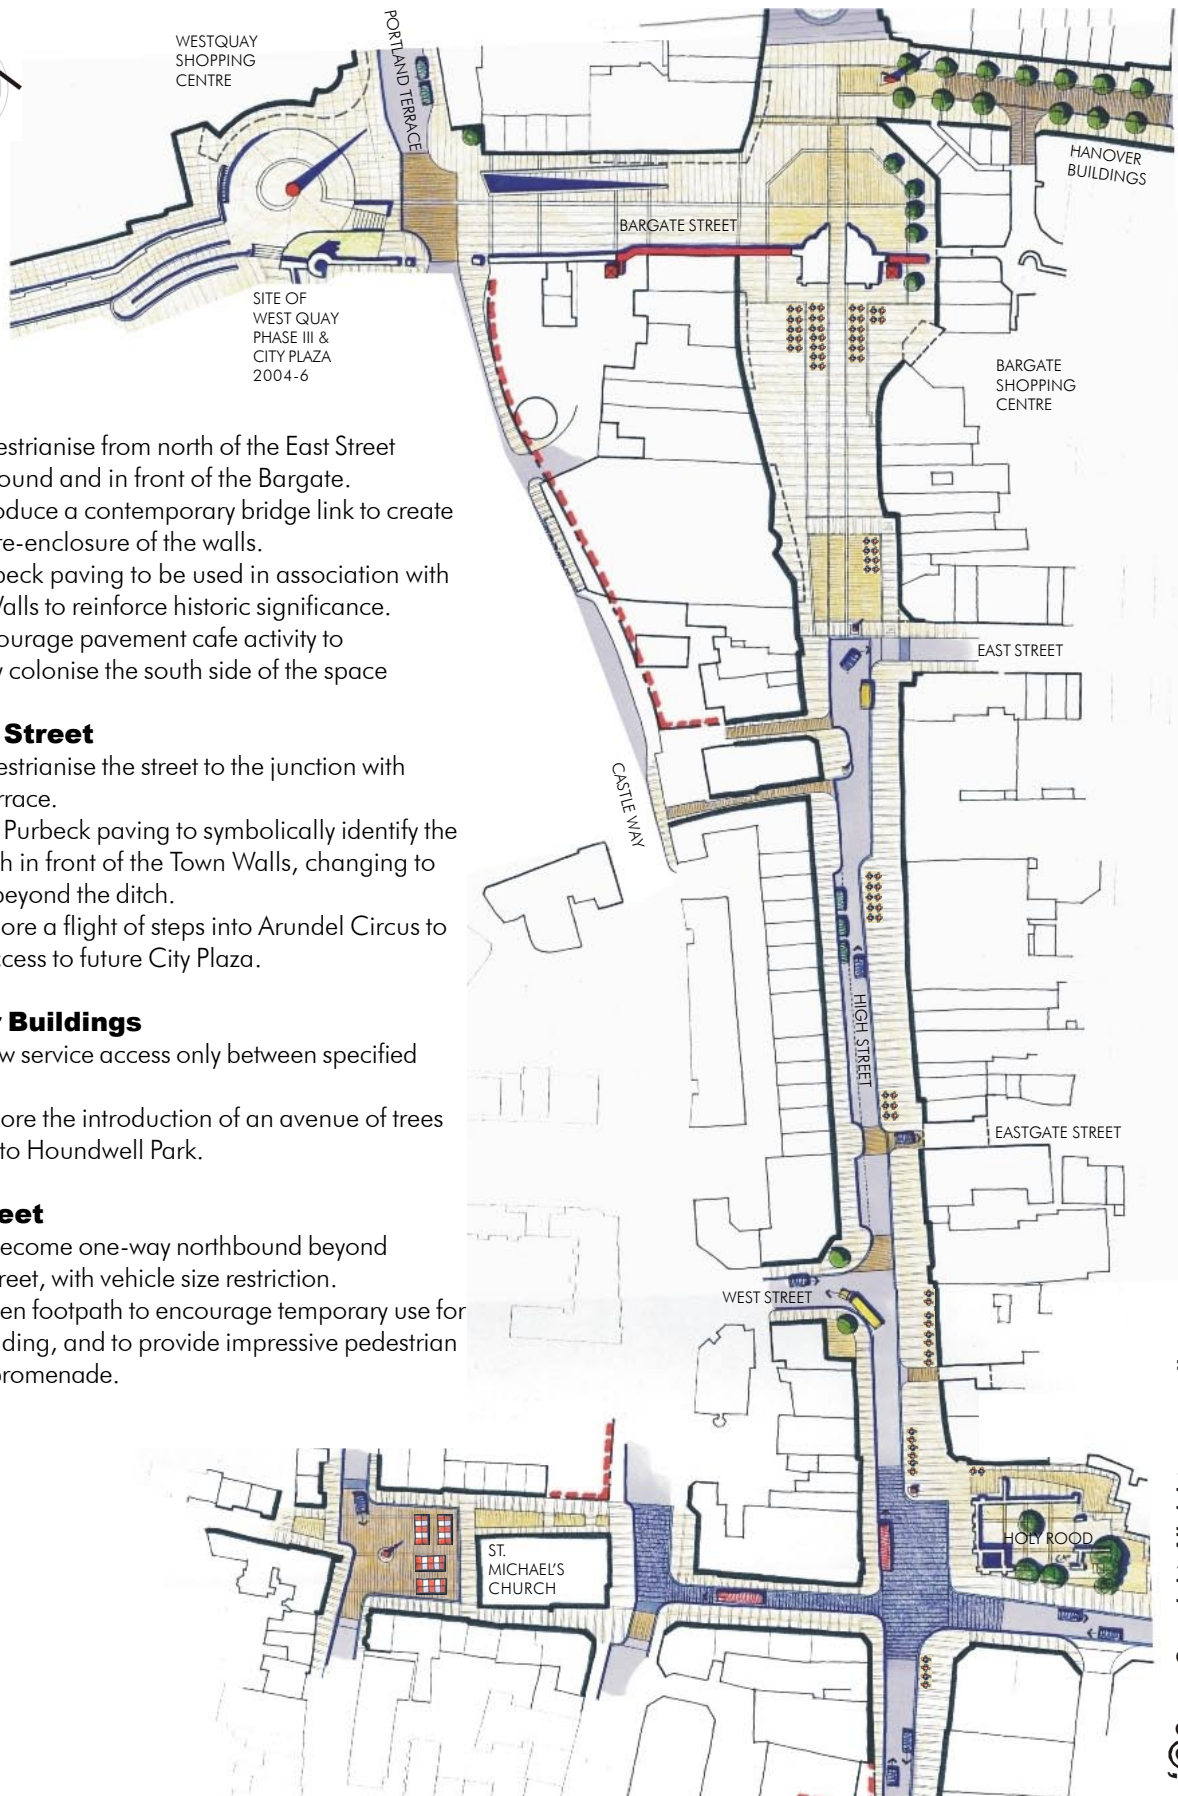 WESTQUAY
SHOPPING
CENTRE
PORTLAND TERRACE
HANOVER
BUILDINGS
BARGATE STREET
SITE OF
WEST QUAY
PHASE III &
CITY PLAZA
2004-6
BARGATE
SHOPPING
CENTRE
estrianise from north of the East Street
ound and in front of the Bargate.
oduce a contemporary bridge link to create
re-enclosure of the walls.
beck paving to be used in association with
Walls to reinforce historic significance.
ourage pavement cafe activity to
y colonise the south side of the space
EAST STREET
Street
estrianise the street to the junction with
rrace.
Purbeck paving to symbolically identify the
h in front of the Town Walls, changing to
beyond the ditch.
ore a flight of steps into Arundel Circus to
ccess to future City Plaza.
CASTLE WAY
HIGH STREET
y Buildings
w service access only between specified
ore the introduction of an avenue of trees
to Houndwell Park.
EASTGATE STREET
eet
ecome one-way northbound beyond
reet, with vehicle size restriction.
en footpath to encourage temporary use for
ding, and to provide impressive pedestrian
promenade.
WEST STREET
HOLY ROOD
ST.
MICHAEL'S
CHURCH